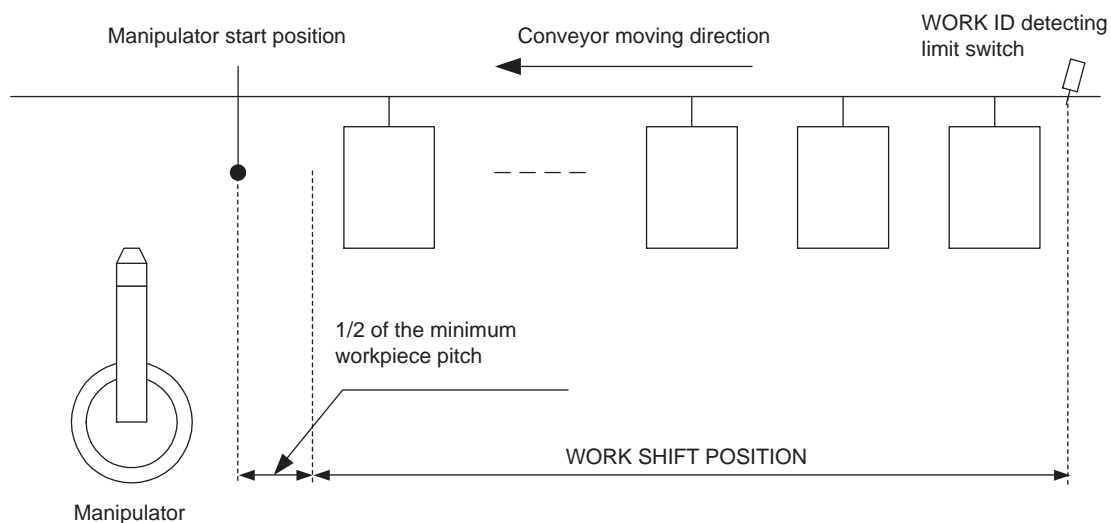 Manipulator start position
Conveyor moving direction
WORK ID detecting
limit switch
1/2 of the minimum
workpiece pitch
WORK SHIFT POSITION
Manipulator